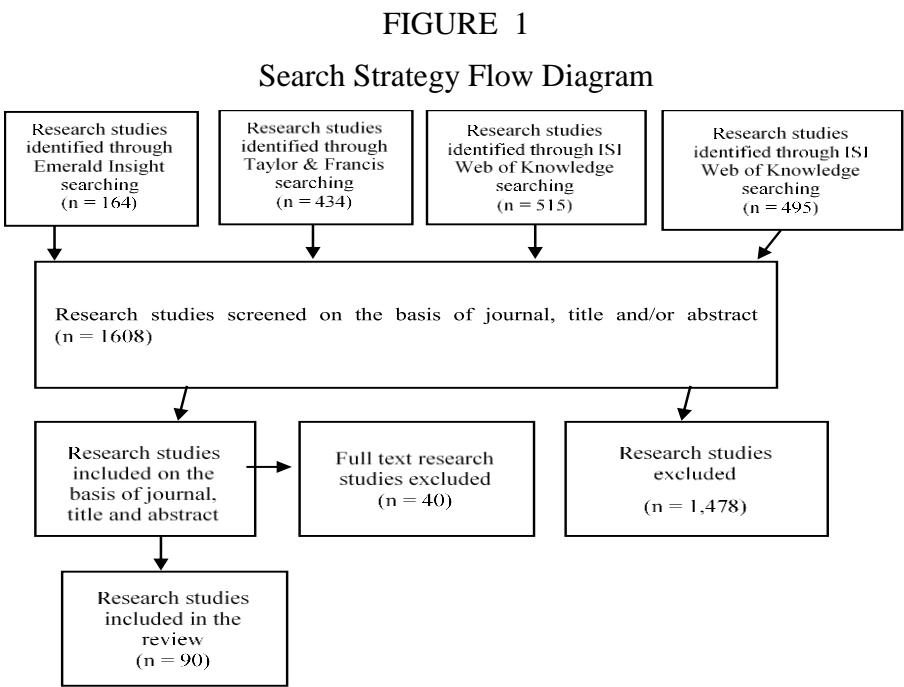 FIGURE 1
Search Strategy Flow Diagram
Research studies
identified through
Emerald Insight
searching
(n = 164)
Research studies
identified through
Taylor & Francis
searching
(n = 434)
Research studies
identified through ISI
Web of Knowledge
searching
(n = 515)
Research studies
identified through ISI
Web of Knowledge
searching
(n = 495)
Research studies screened on the basis of journal, title and/or abstract
(n = 1608)
Research studies
included on the
basis of journal,
title and abstract
Full text research
studies excluded
(n = 40)
Research studies
excluded
(n = 1,478)
Research studies
included in the
review
(n = 90)